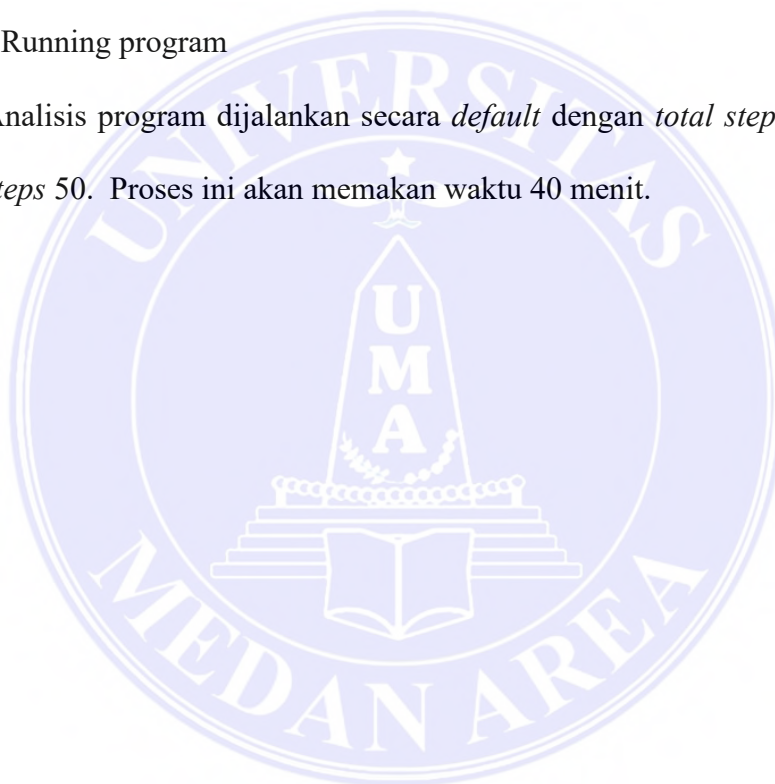 Running program
Analisis program dijalankan secara default dengan total step
teps 50. Proses ini akan memakan waktu 40 menit.
UNIVERSITAS
U
M
A
MEDAN AREA